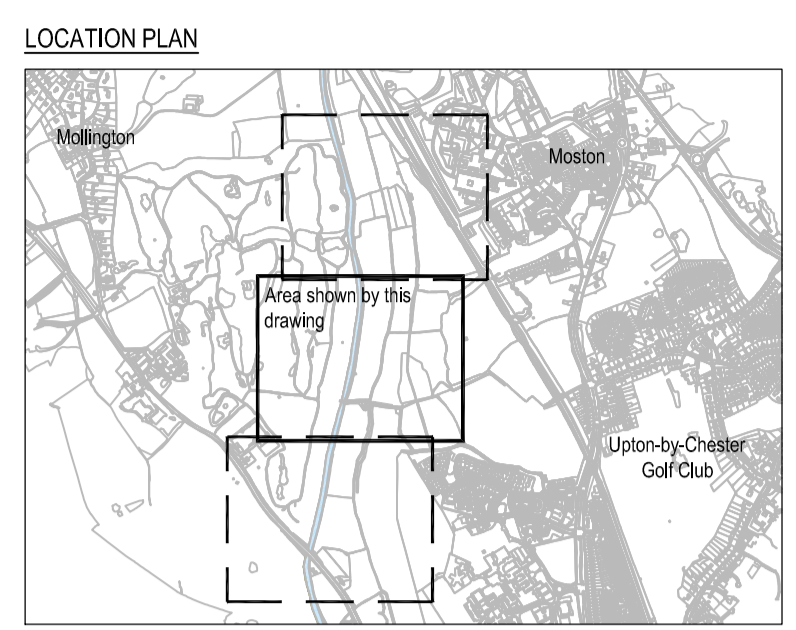 LOCATION PLAN
Mollington
Moston
Area shown by this
drawing
Upton-by-Chester
Golf Club